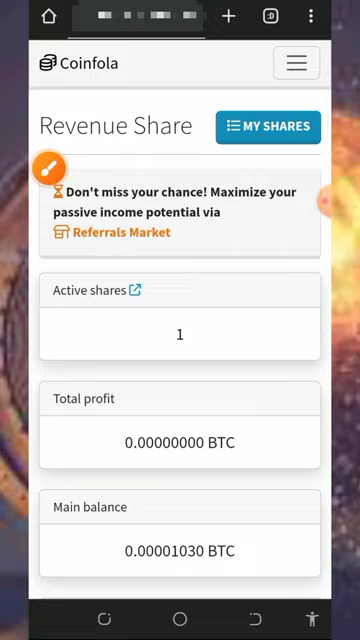 :D
Coinfola
Revenue Share
MY SHARES
Don't miss your chance! Maximize your
passive income potential via
Referrals Market
Active shares
1
Total profit
0.00000000 BTC
Main balance
0.00001030 BTC